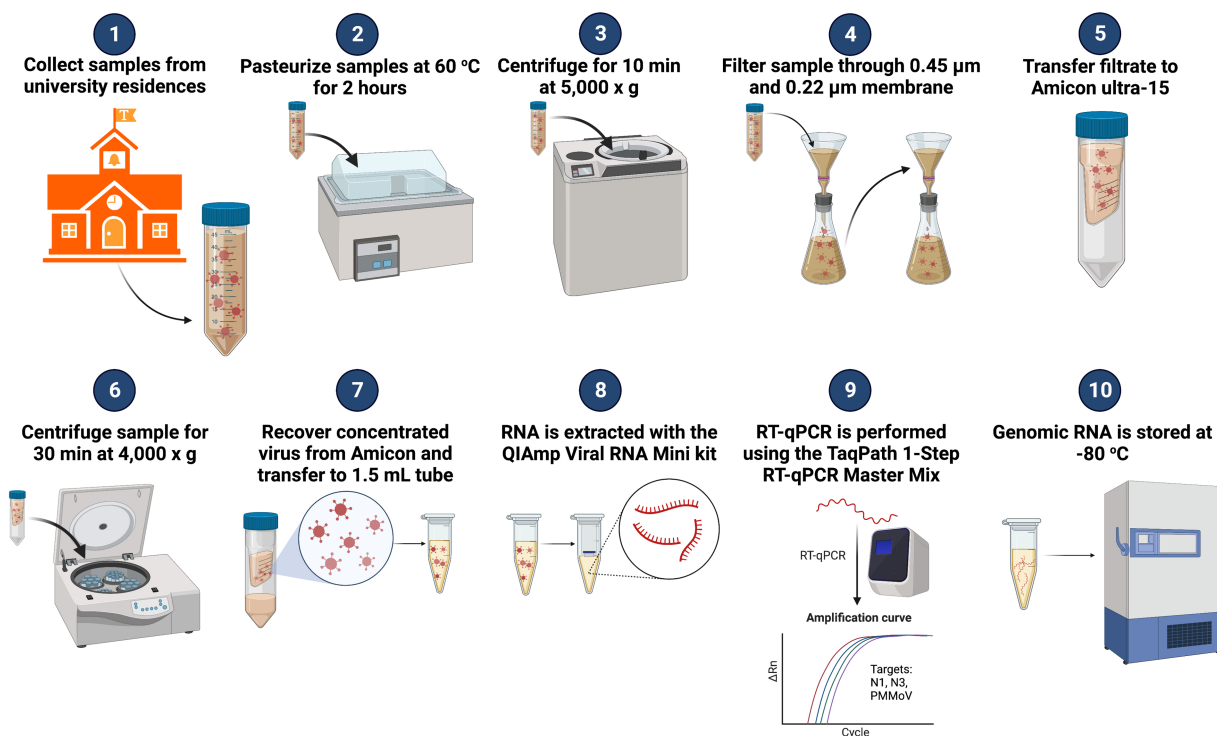 1
Collect samples from
university residences
T
2
Pasteurize samples at 60 ºC
for 2 hours
3
Centrifuge for 10 min
at 5,000 x g
4
Filter sample through 0.45 µm
and 0.22 µm membrane
5
Transfer filtrate to
Amicon ultra-15
6
Centrifuge sample for
30 min at 4,000 x g
7
Recover concentrated
virus from Amicon and
transfer to 1.5 mL tube
8
RNA is extracted with the
QIAmp Viral RNA Mini kit
9
RT-qPCR is performed
using the TaqPath 1-Step
RT-qPCR Master Mix
RT-qPCR
Amplification curve
ΔRn
Targets:
N1, N3,
PMMoV
Cycle
10
Genomic RNA is stored at
-80 ºC